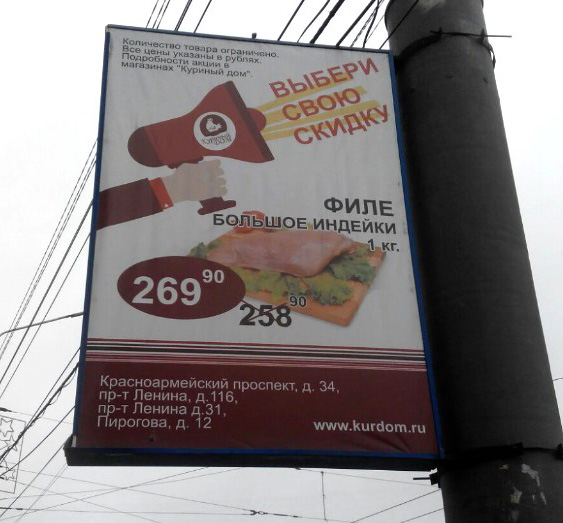 Количество товара ограничено.
Все цены указаны в рублях.
Подробности акции в
магазинах "Куриный дом".
ВЫБЕРИ
СВОЮ
СКИДКУ
КУРИНЫЙ
ДОМ
ФИЛЕ
БОЛЬШОЕ ИНДЕЙКИ
1 кг.
269 90
258 90
Красноармейский проспект, д. 34,
пр-т Ленина, д.116,
пр-т Ленина д.31,
Пирогова, д. 12
www.kurdom.ru